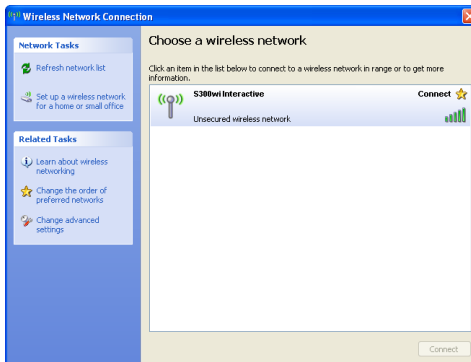 Wireless Network Connection
Network Tasks
Refresh network list
Set up a wireless network
for a home or small office
Related Tasks
Learn about wireless
networking
Change the order of
preferred networks
Change advanced
settings
Choose a wireless network
Click an item in the list below to connect to a wireless network in range or to get more
information.
S300wi Interactive Connect
Unsecured wireless network
Connect